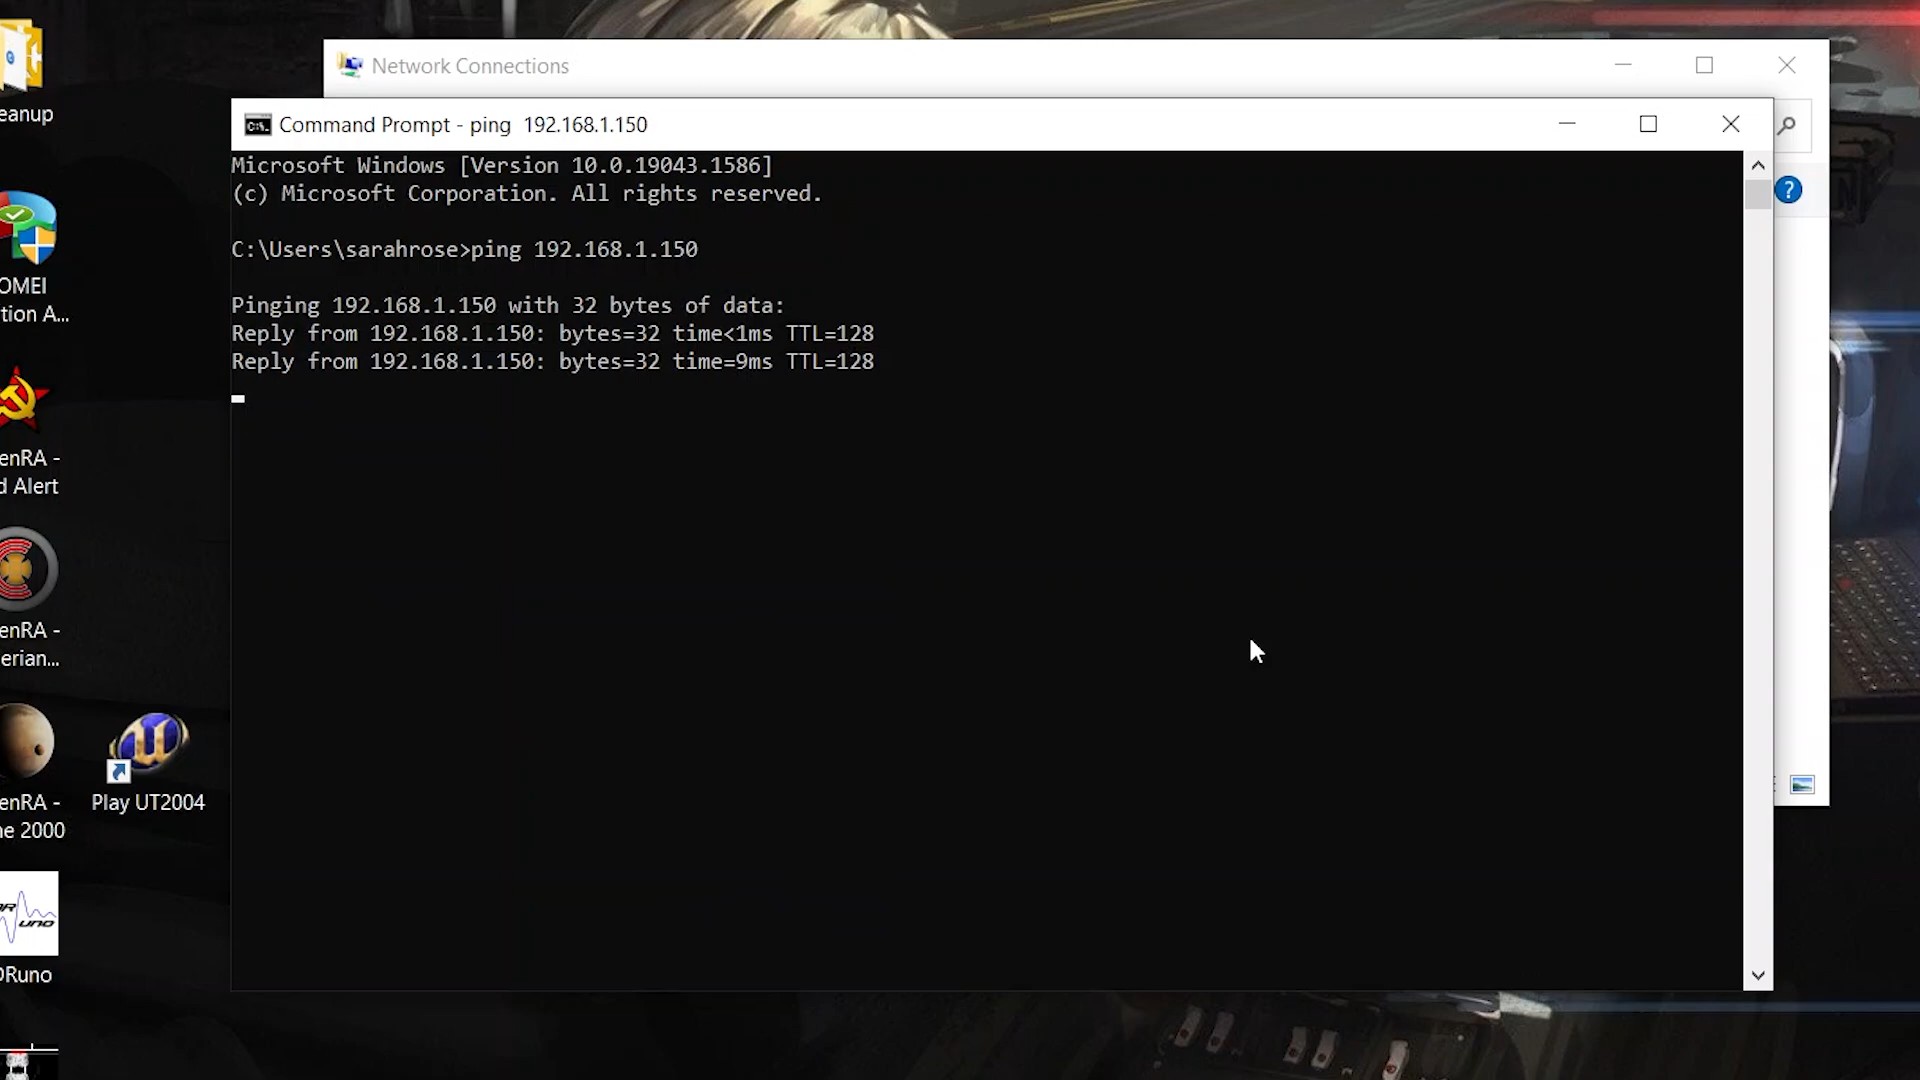 Network Connections
Command Prompt - ping 192.168.1.150
Microsoft Windows [Version 10.0.19043.1586]
(c) Microsoft Corporation. All rights reserved.
C:\Users\sarahrose>ping 192.168.1.150
Pinging 192.168.1.150 with 32 bytes of data:
Reply from 192.168.1.150: bytes=32 time<1ms TTL=128
Reply from 192.168.1.150: bytes=32 time=9ms TTL=128
eanup
OMEI
tion A...
enRA -
d Alert
enRA -
erian...
enRA -
ne 2000
Play UT2004
UNO
DRuno